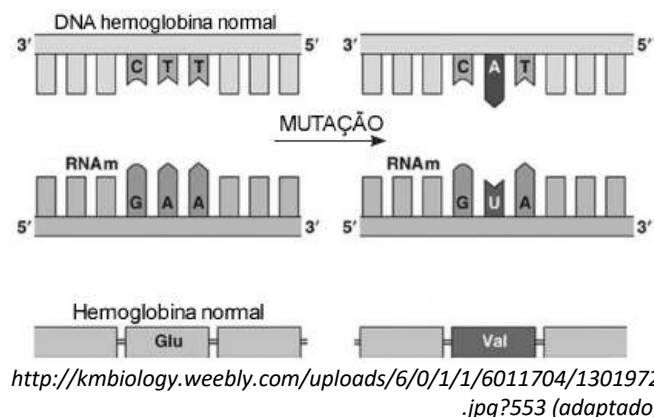 DNA hemoglobina normal
3' 5' 3' 5'
C T T C A T
MUTAÇÃO
RNAm RNAm
G A A G U A
5' 3' 5' 3'
Hemoglobina normal
Glu Val
http://kmbiology.weebly.com/uploads/6/0/1/1/6011704/1301972
.jpg?553 (adaptado